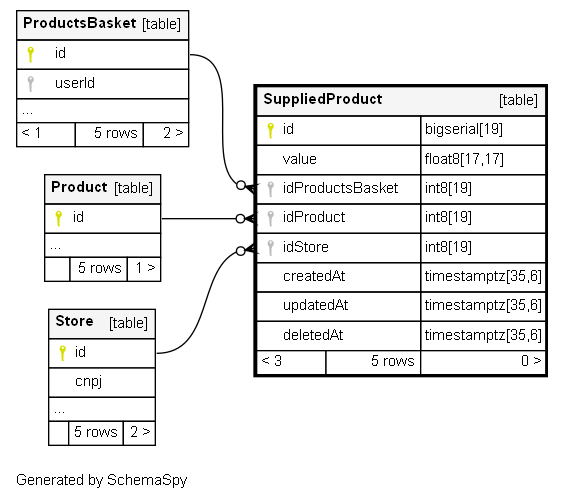 ProductsBasket [table]
id
userId
...
< 1 5 rows 2 >
Product [table]
id
...
5 rows 1 >
Store [table]
id
cnpj
...
5 rows 2 >
SuppliedProduct [table]
id bigserial[19]
value float8[17,17]
idProductsBasket int8[19]
idProduct int8[19]
idStore int8[19]
createdAt timestamptz[35,6]
updatedAt timestamptz[35,6]
deletedAt timestamptz[35,6]
< 3 5 rows 0 >
Generated by SchemaSpy